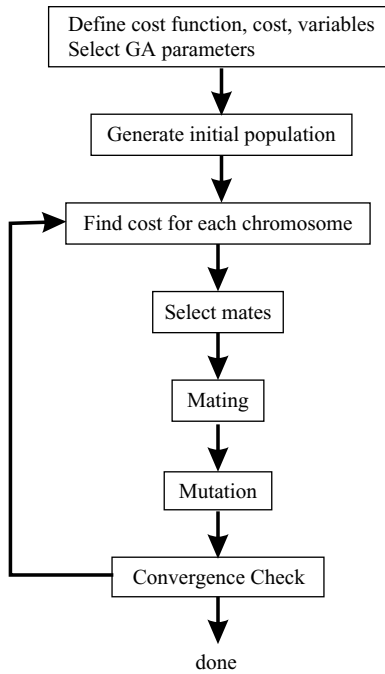 Define cost function, cost, variables
Select GA parameters
Generate initial population
Find cost for each chromosome
Select mates
Mating
Mutation
Convergence Check
done